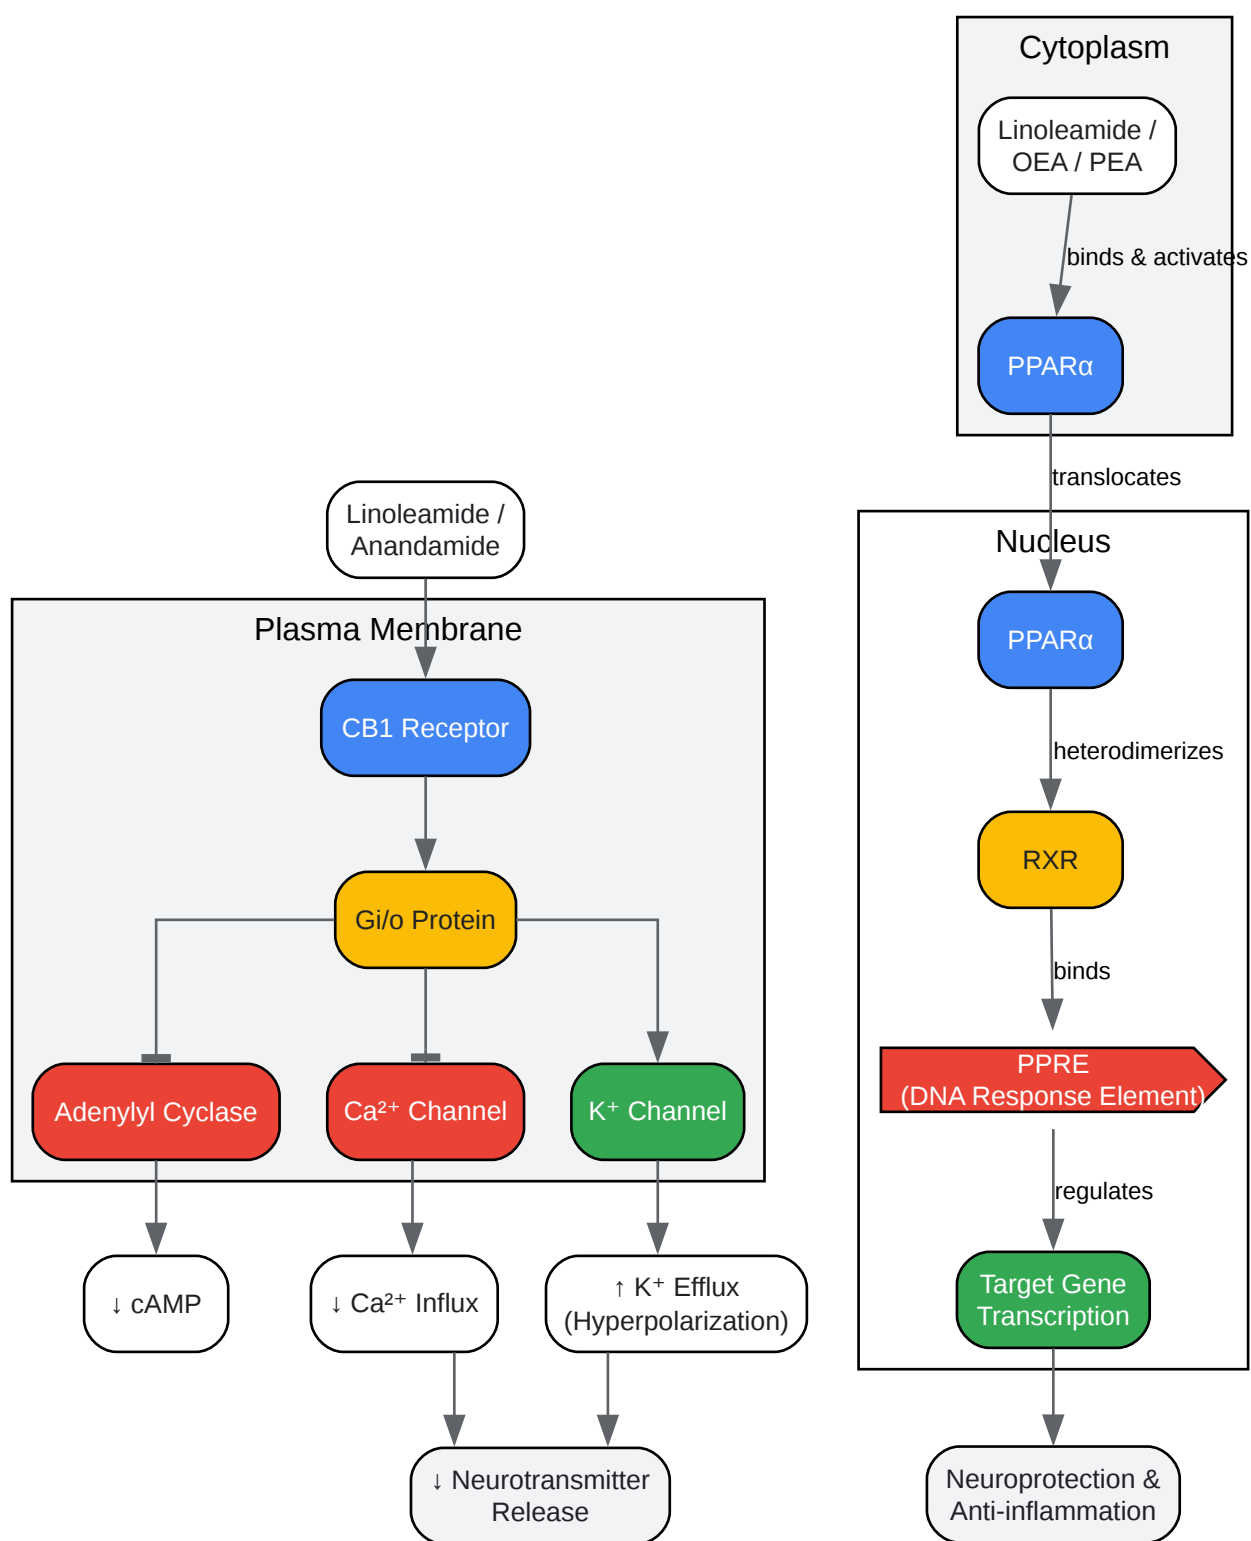 Cytoplasm
Linoleamide /
OEA / PEA
binds & activates
PPARα
translocates
Nucleus
PPARα
heterodimerizes
RXR
binds
PPRE
(DNA Response Element)
regulates
Target Gene
Transcription
Neuroprotection &
Anti-inflammation
Linoleamide /
Anandamide
Plasma Membrane
CB1 Receptor
Gi/o Protein
Adenylyl Cyclase
Ca²⁺ Channel
K⁺ Channel
↓ cAMP
↓ Ca²⁺ Influx
↑ K⁺ Efflux
(Hyperpolarization)
↓ Neurotransmitter
Release